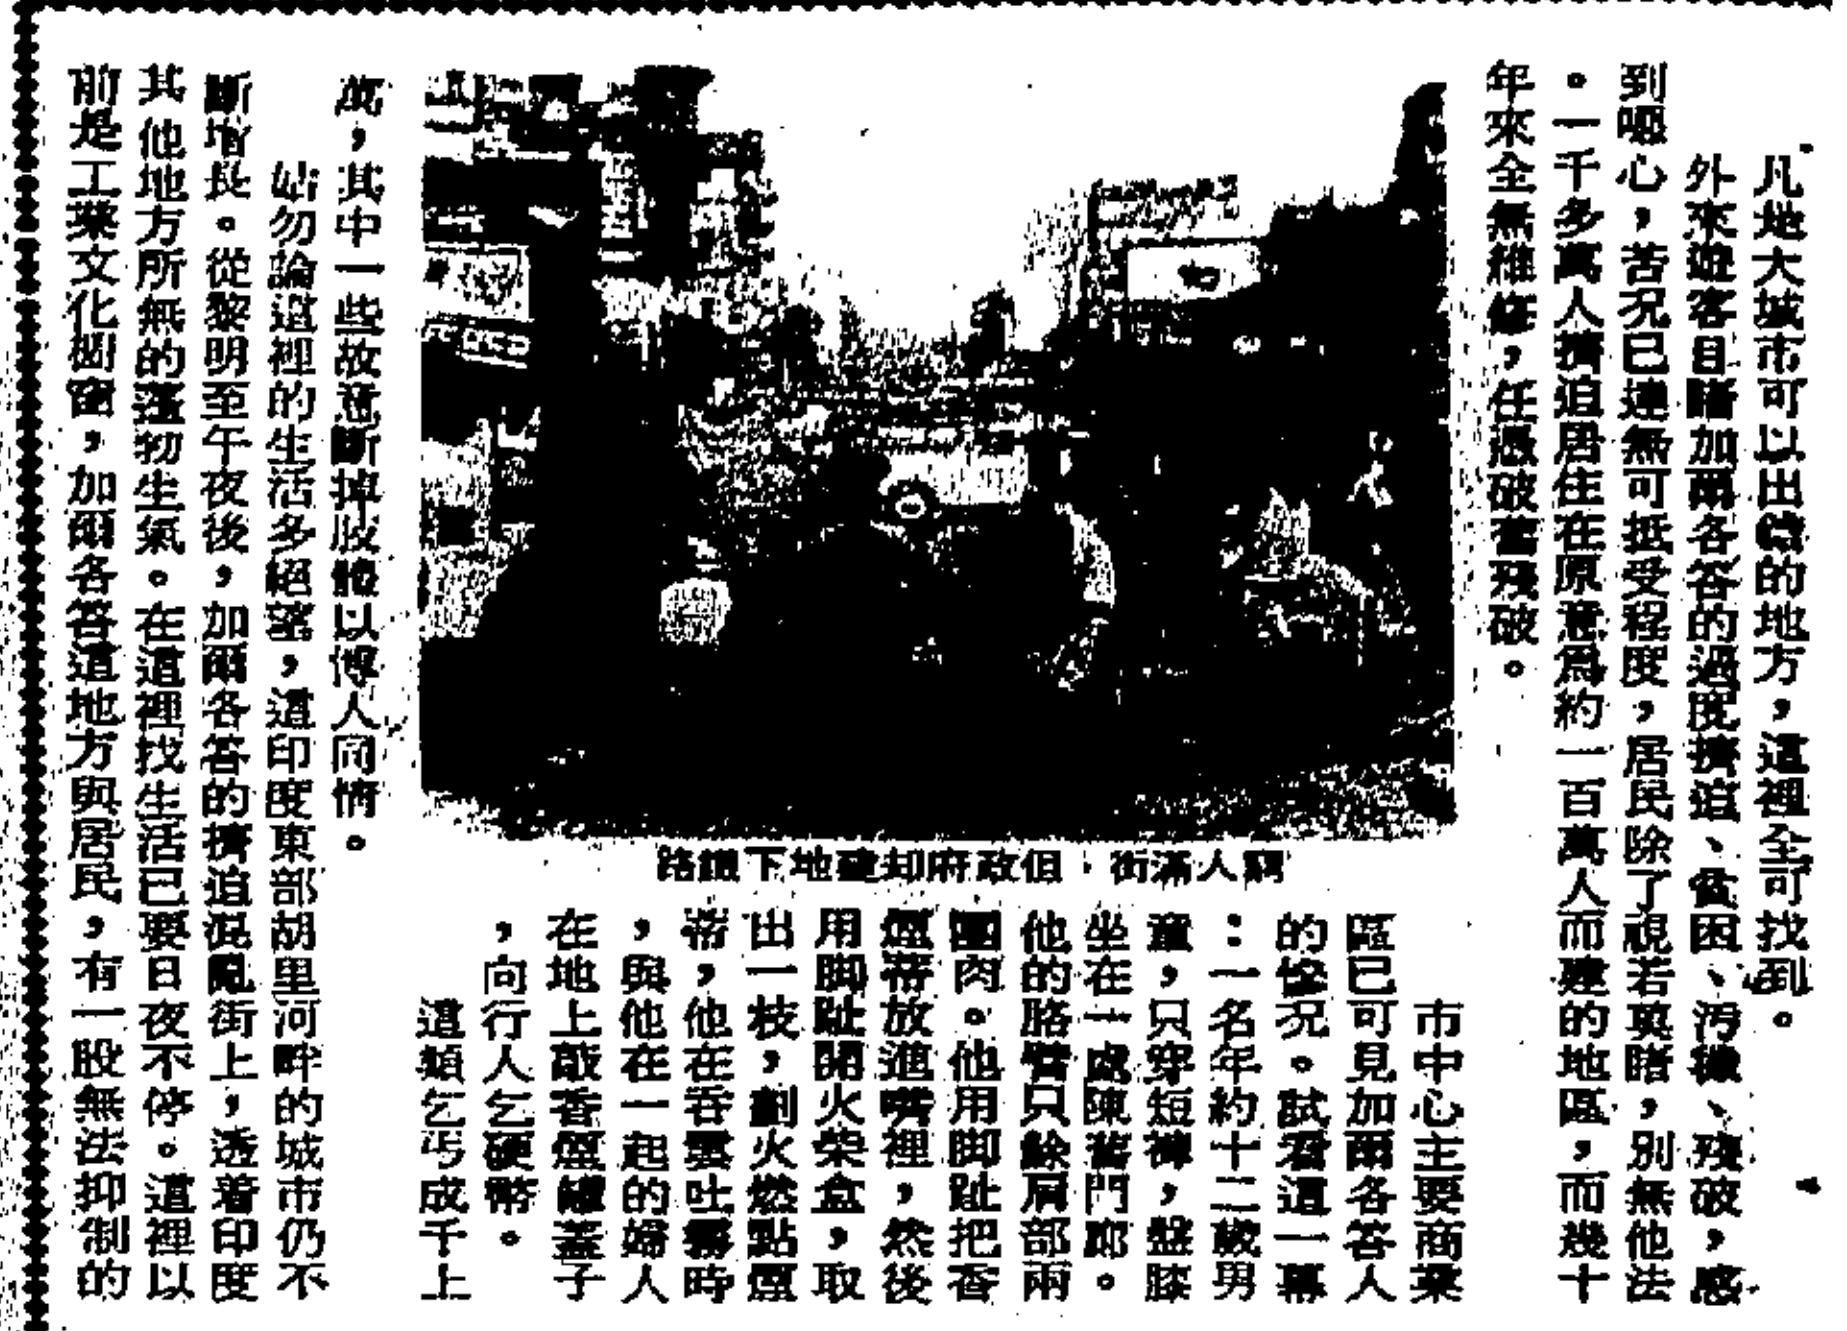 凡是大城市可以出錯的地方，這裡全可找到。
外來遊客目睹加爾各答的過度擠迫、貧困、污穢、殘破，感
到噁心，苦況已達無可抵受程度，居民除了視若莫睹，別無他法
。一千多萬人擠迫居住在原意爲約一百萬人而建的地區，而幾十
年來全無維修，任憑破舊殘破。
窮人滿街，但政府却建地下鐵路
市中心主要商業
區已可見加爾各答人
的慘況。試看這一幕
：一名年約十二歲男
童，只穿短褲，盤膝
坐在一處陳舊門廊。
他的胳臂只餘肩部兩
團肉。他用脚趾把香
煙蒂放進嘴裡，然後
用脚趾開火柴盒，取
出一枝，劃火燃點煙
蒂，他在吞雲吐霧時
，與他在一起的婦人
在地上敲香煙罐蓋子
，向行人乞硬幣。
這類乞丐成千上
萬，其中一些故意斷掉肢體以博人同情。
姑勿論這裡的生活多絕望，這印度東部胡里河畔的城市仍不
斷增長。從黎明至午夜後，加爾各答的擠迫混亂街上，透着印度
其他地方所無的蓬勃生氣。在這裡找生活已要日夜不停。這裡以
前是工業文化櫥窗，加爾各答這地方與居民，有一股無法抑制的